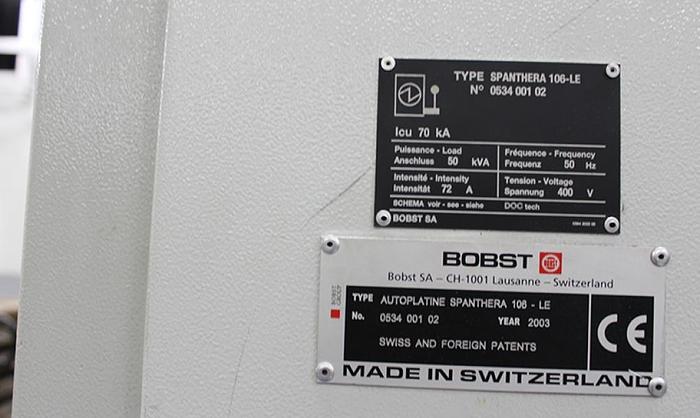 TYPE SPANTHERA 106-LE
Nº 0534 001 02
Icu 70 kA
Puissance - Load
Anschluss 50 kVA
Fréquence - Frequency
Frequenz 50 Hz
Intensité - Intensity
Intensität 72 A
Tension - Voltage
Spannung 400 V
SCHEMA voir - see - siehe DOC tech
BOBST SA
BOBST
Bobst SA – CH-1001 Lausanne – Switzerland
TYPE AUTOPLATINE SPANTHERA 106 - LE
No. 0534 001 02 YEAR 2003
SWISS AND FOREIGN PATENTS
CE
MADE IN SWITZERLAND